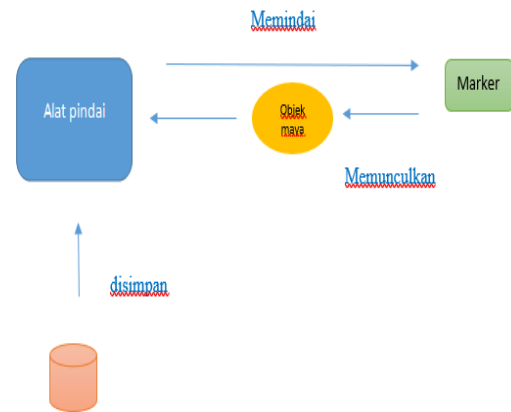 Memindai
Alat pindai
Marker
Objek
maya
Memunculkan
disimpan